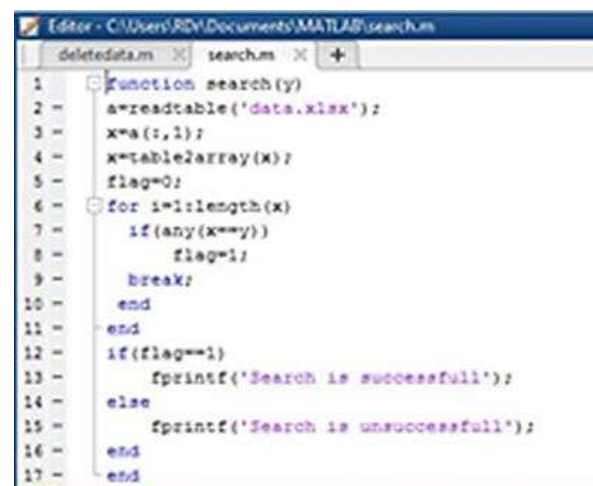 Editor - C:\Users\RDr\Documents\MATLAB\search.m
deletedata.m search.m +
1 function search(y)
2 - a=readtable('data.xlsx');
3 - x=a(:,1);
4 - x=table2array(x);
5 - flag=0;
6 - for i=1:length(x)
7 - if(any(x==y))
8 - flag=1;
9 - break;
10 - end
11 - end
12 - if(flag==1)
13 - fprintf('Search is successfull');
14 - else
15 - fprintf('Search is unsuccessfull');
16 - end
17 - end